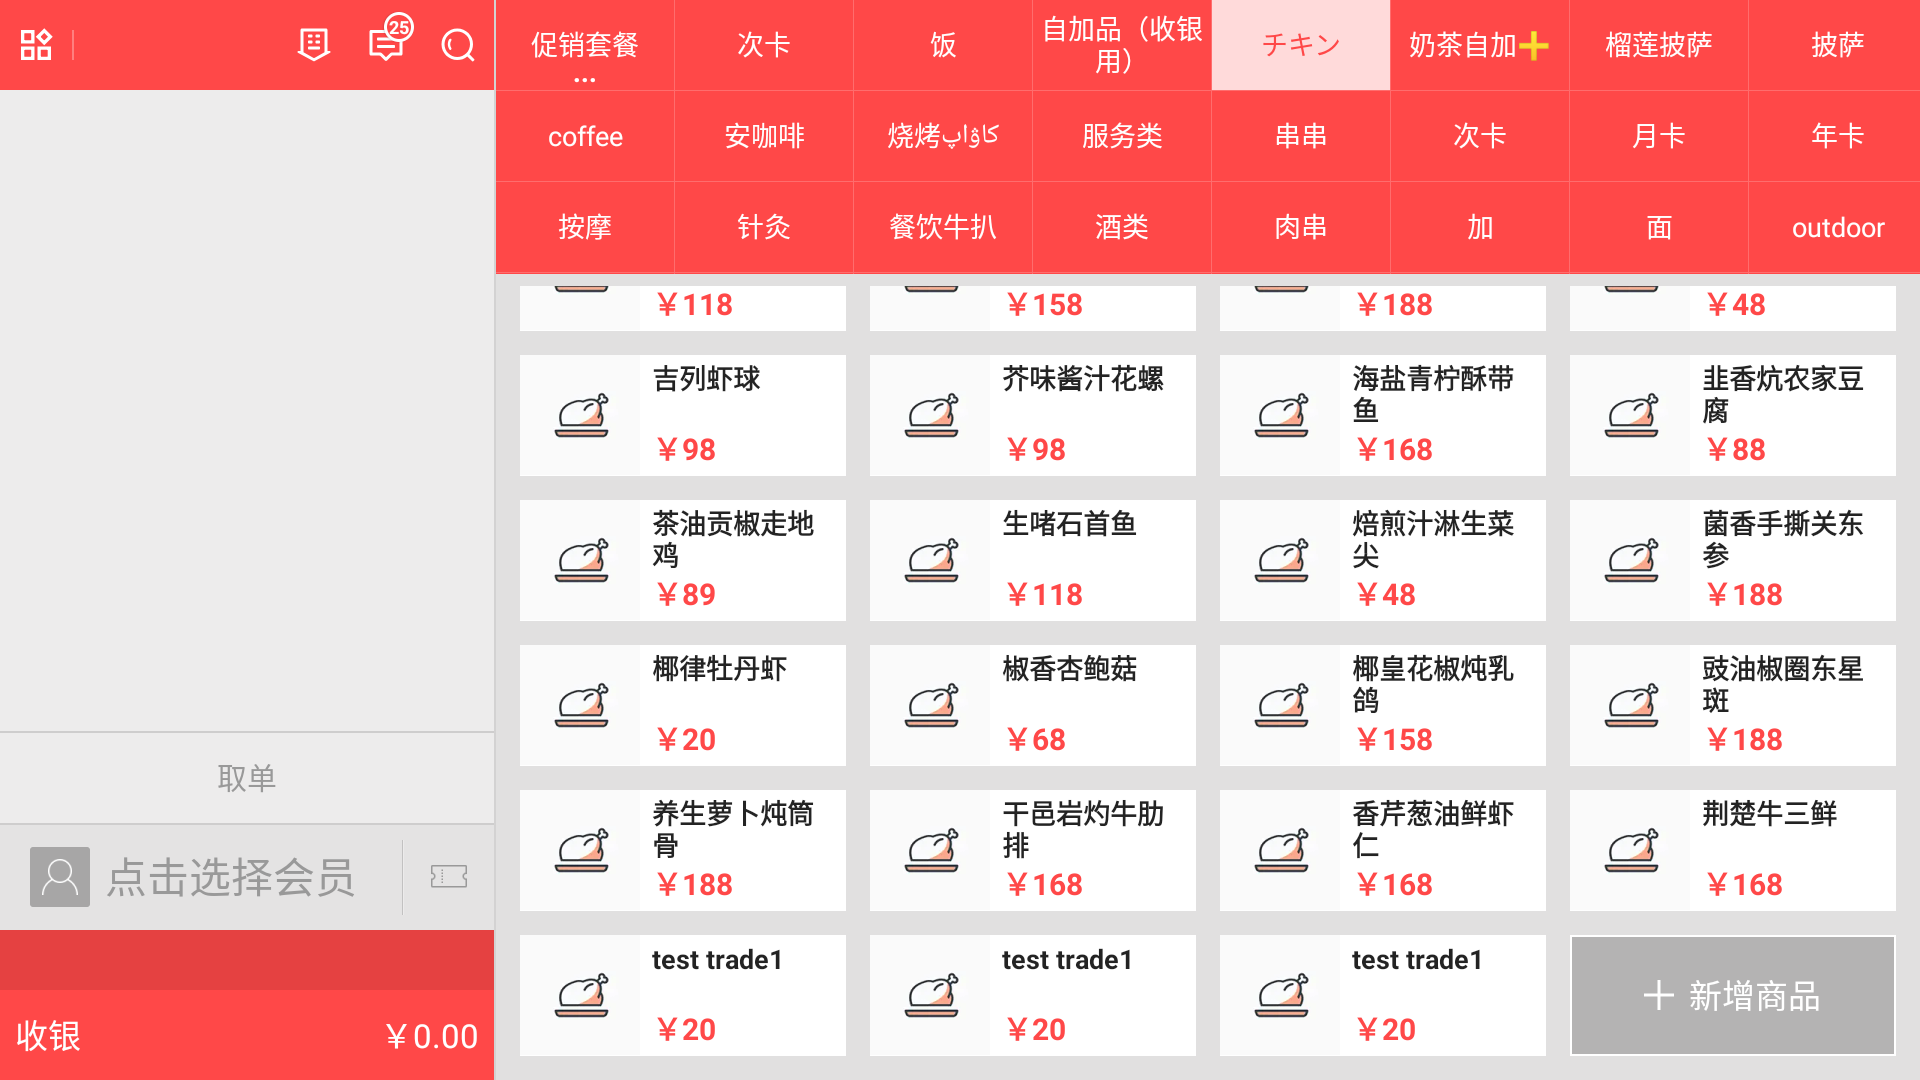 25
促销套餐
...
次卡
饭
自加品（收银
用）
チキン
奶茶自加➕
榴莲披萨
披萨
coffee
安咖啡
烧烤كاۋاپ
服务类
串串
次卡
月卡
年卡
按摩
针灸
餐饮牛扒
酒类
肉串
加
面
outdoor
￥118
￥158
￥188
￥48
吉列虾球
￥98
芥味酱汁花螺
￥98
海盐青柠酥带
鱼
￥168
韭香炕农家豆
腐
￥88
茶油贡椒走地
鸡
￥89
生啫石首鱼
￥118
焙煎汁淋生菜
尖
￥48
菌香手撕关东
参
￥188
椰律牡丹虾
￥20
椒香杏鲍菇
￥68
椰皇花椒炖乳
鸽
￥158
豉油椒圈东星
斑
￥188
养生萝卜炖筒
骨
￥188
干邑岩灼牛肋
排
￥168
香芹葱油鲜虾
仁
￥168
荆楚牛三鲜
￥168
test trade1
￥20
test trade1
￥20
test trade1
￥20
新增商品
取单
点击选择会员
收银
￥0.00